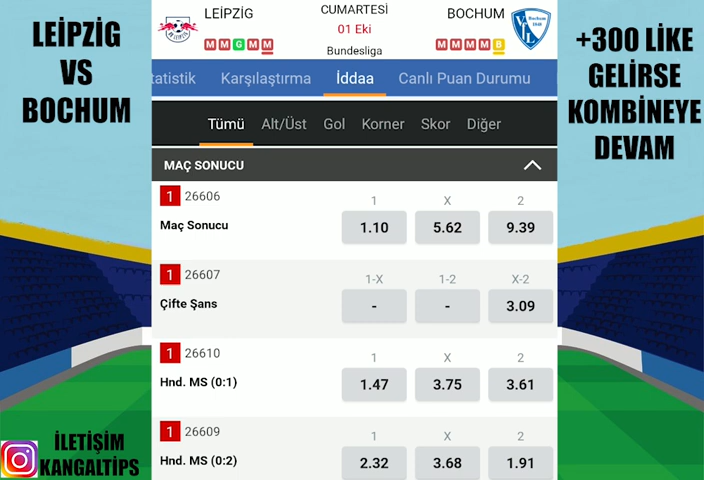 LEİPZİG
VS
BOCHUM
LEİPZİG
M M G M M
CUMARTESİ
01 Eki
Bundesliga
BOCHUM
M M M M B
Bochum
1848
+300 LİKE
GELİRSE
KOMBİNEYE
DEVAM
tatistik Karşılaştırma İddaa Canlı Puan Durumu
Tümü Alt/Üst Gol Korner Skor Diğer
MAÇ SONUCU
1 26606
1 X 2
Maç Sonucu 1.10 5.62 9.39
1 26607
1-X 1-2 X-2
Çifte Şans - - 3.09
1 26610
1 X 2
Hnd. MS (0:1) 1.47 3.75 3.61
1 26609
1 X 2
Hnd. MS (0:2) 2.32 3.68 1.91
İLETİŞİM
KANGALTİPS